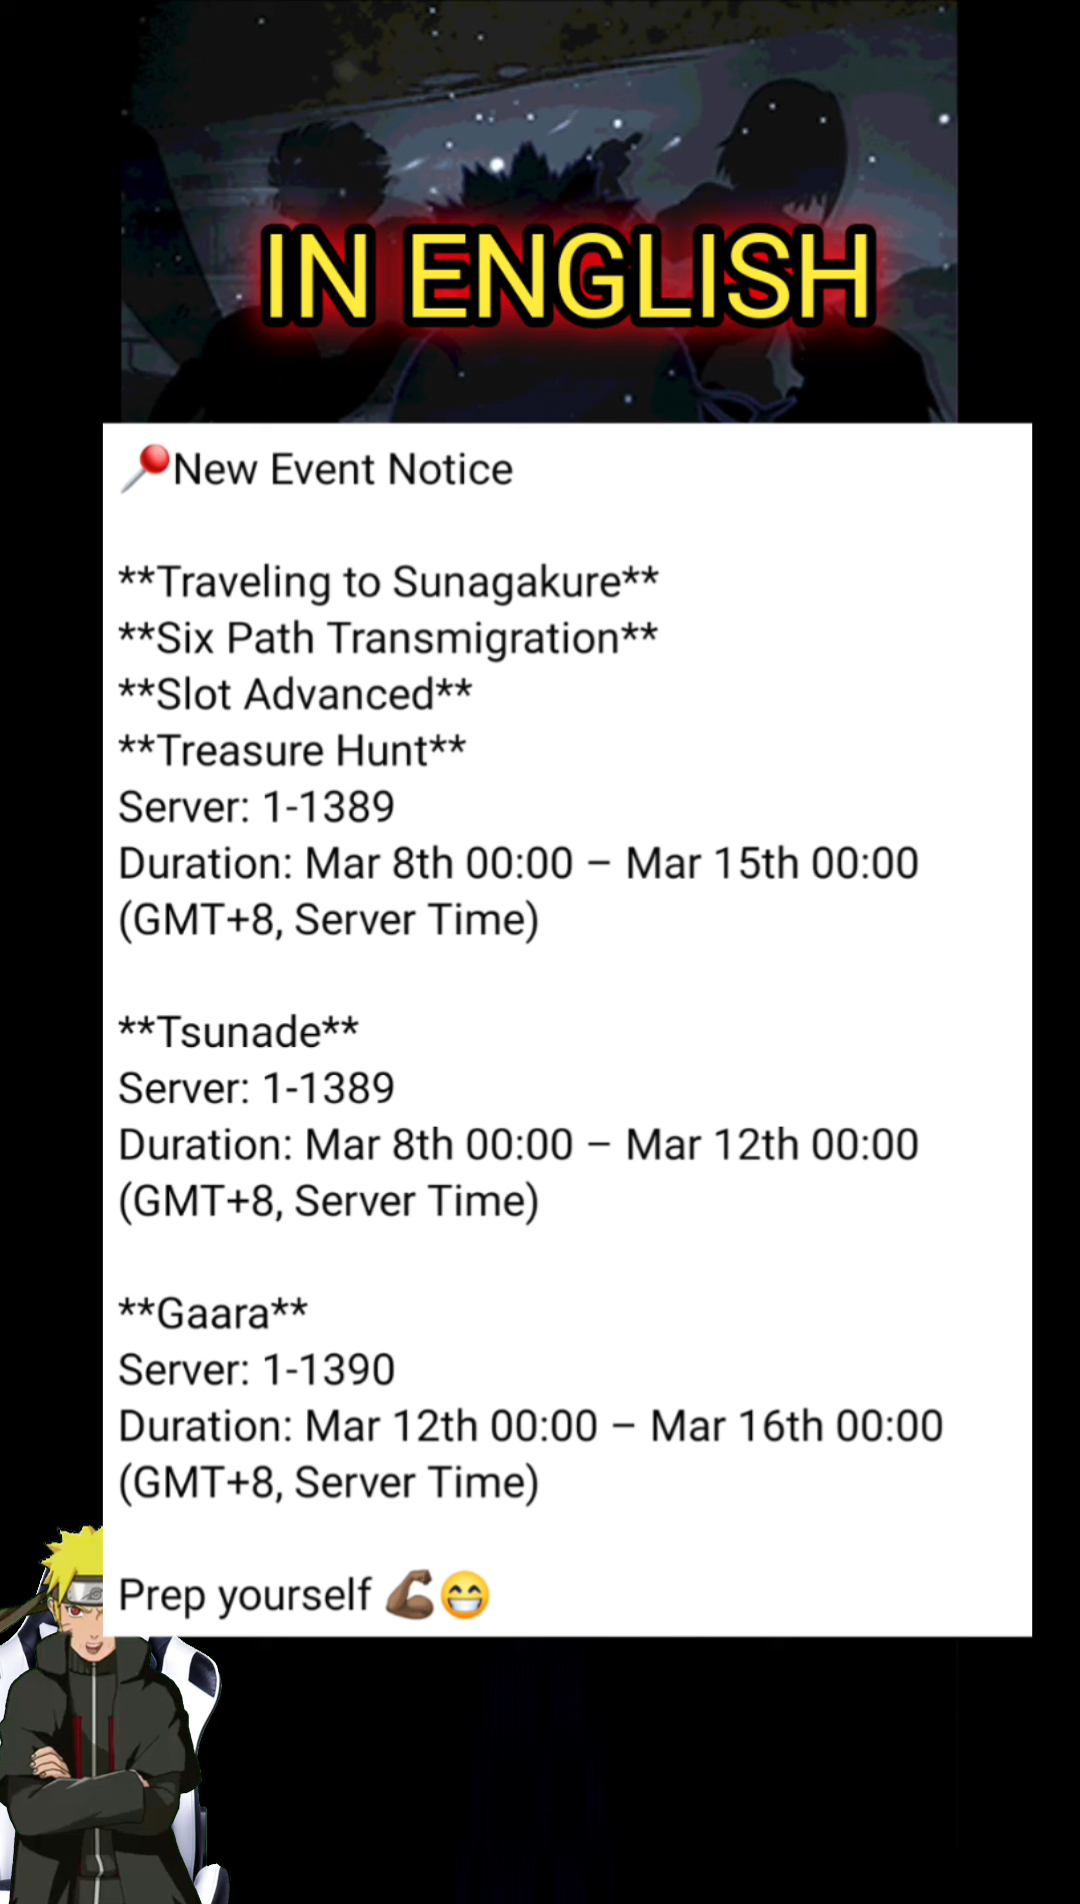 IN ENGLISH
📍New Event Notice
**Traveling to Sunagakure**
**Six Path Transmigration**
**Slot Advanced**
**Treasure Hunt**
Server: 1-1389
Duration: Mar 8th 00:00 – Mar 15th 00:00
(GMT+8, Server Time)
**Tsunade**
Server: 1-1389
Duration: Mar 8th 00:00 – Mar 12th 00:00
(GMT+8, Server Time)
**Gaara**
Server: 1-1390
Duration: Mar 12th 00:00 – Mar 16th 00:00
(GMT+8, Server Time)
Prep yourself 💪🏾😁